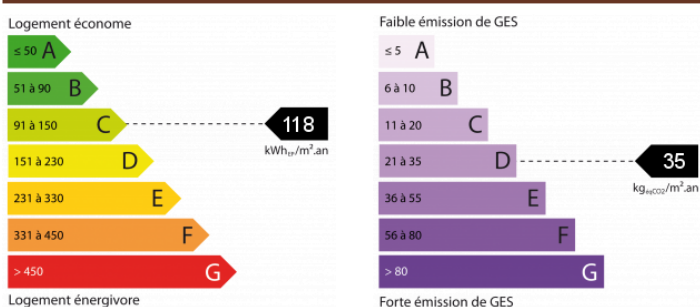 Logement économe
≤ 50 A
51 à 90 B
91 à 150 C
118
kWhEP/m².an
151 à 230 D
231 à 330 E
331 à 450 F
> 450 G
Logement énergivore
Faible émission de GES
≤ 5 A
6 à 10 B
11 à 20 C
21 à 35 D
35
kgéqCO2/m².an
36 à 55 E
56 à 80 F
> 80 G
Forte émission de GES